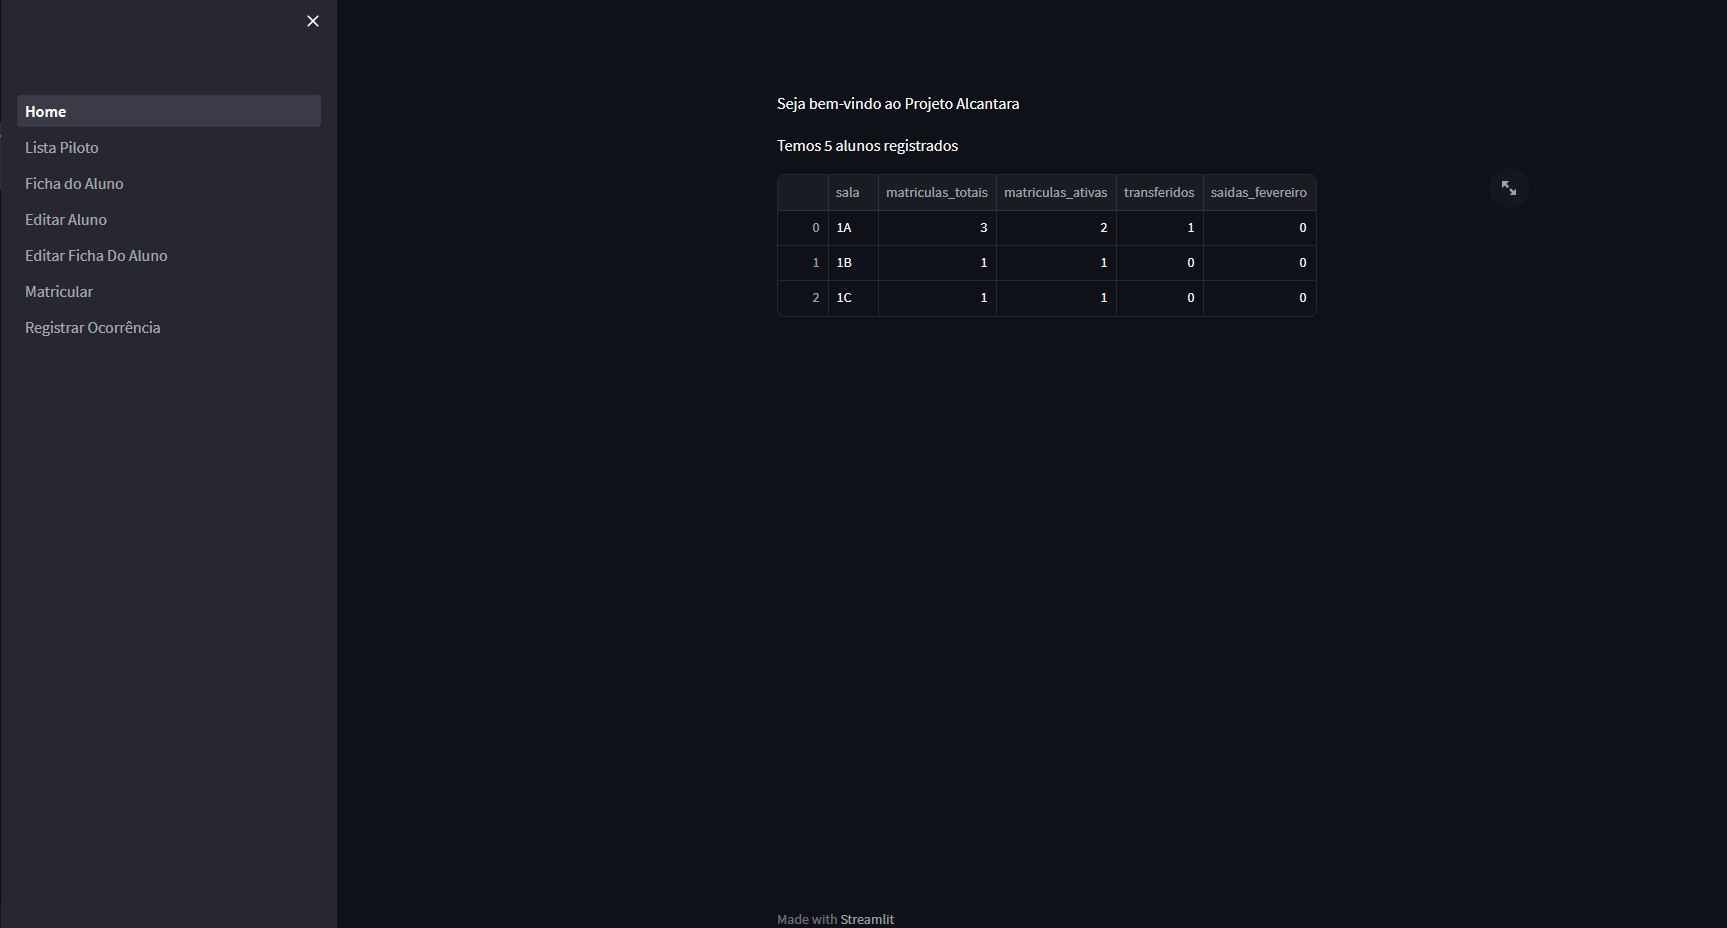 Home
Lista Piloto
Ficha do Aluno
Editar Aluno
Editar Ficha Do Aluno
Matricular
Registrar Ocorrência
Seja bem-vindo ao Projeto Alcantara
Temos 5 alunos registrados
sala matriculas_totais matriculas_ativas transferidos saidas_fevereiro
0 1A 3 2 1 0
1 1B 1 1 0 0
2 1C 1 1 0 0
Made with Streamlit